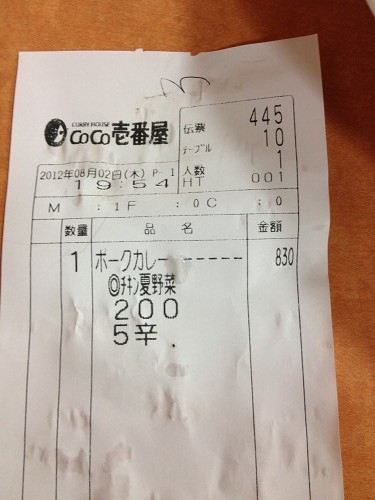 CURRY HOUSE
CoCo壱番屋
伝票 445
テーブル 10
人数 1
HT 001
2012年08月02日(木) P- 1
19:54
M :1F :0C :0
数量 品名 金額
1 ポークカレー ----- 830
◎チキン夏野菜
200
5辛